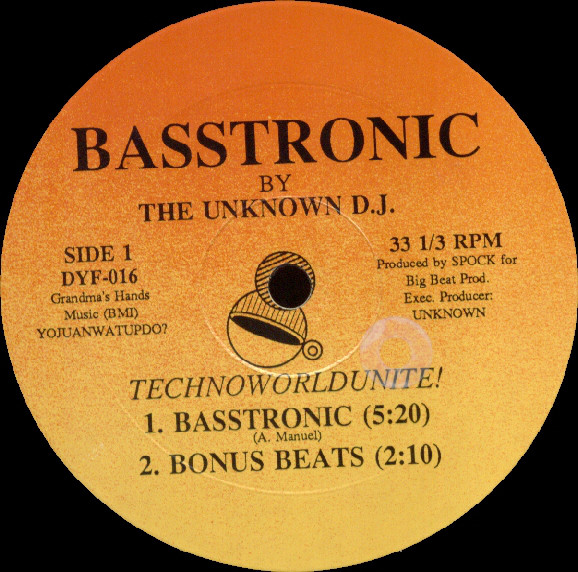 BASSTRONIC
BY
THE UNKNOWN D.J.
SIDE 1
DYF-016
Grandma's Hands
Music (BMI)
YOJUANWATUPDO?
33 1/3 RPM
Produced by SPOCK for
Big Beat Prod.
Exec. Producer:
UNKNOWN
TECHNOWORLDUNITE!
1. BASSTRONIC (5:20)
(A. Manuel)
2. BONUS BEATS (2:10)